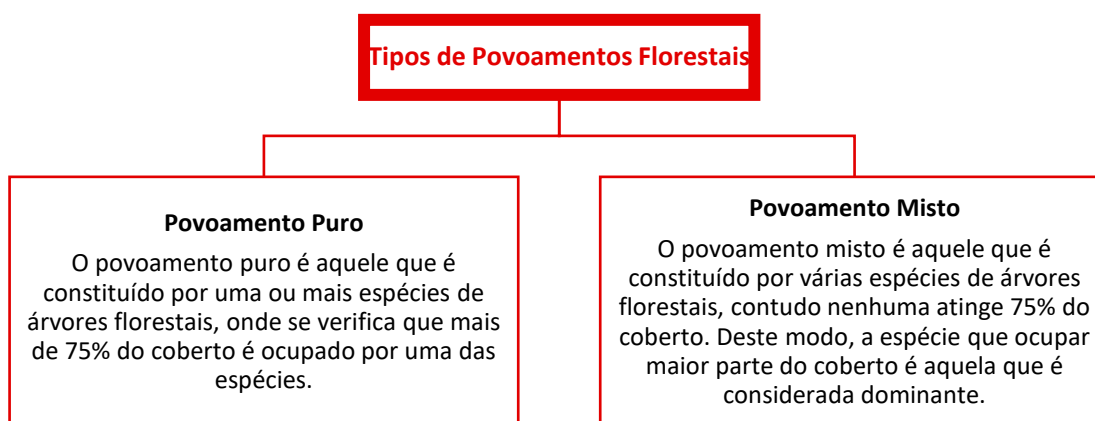 Tipos de Povoamentos Florestais
Povoamento Puro
O povoamento puro é aquele que é
constituído por uma ou mais espécies de
árvores florestais, onde se verifica que mais
de 75% do coberto é ocupado por uma das
espécies.
Povoamento Misto
O povoamento misto é aquele que é
constituído por várias espécies de árvores
florestais, contudo nenhuma atinge 75% do
coberto. Deste modo, a espécie que ocupar
maior parte do coberto é aquela que é
considerada dominante.